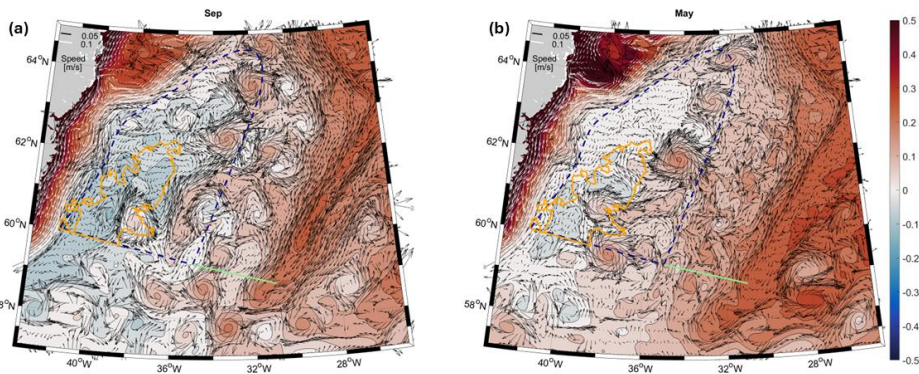 Sep
May
(a)
(b)
0.05
0.1
Speed
[m/s]
0.05
0.1
Speed
[m/s]
64°N
62°N
60°N
58°N
40°W
36°W
32°W
28°W
64°N
62°N
60°N
58°N
40°W
36°W
32°W
28°W
0.5
0.4
0.3
0.2
0.1
0
-0.1
-0.2
-0.3
-0.4
-0.5